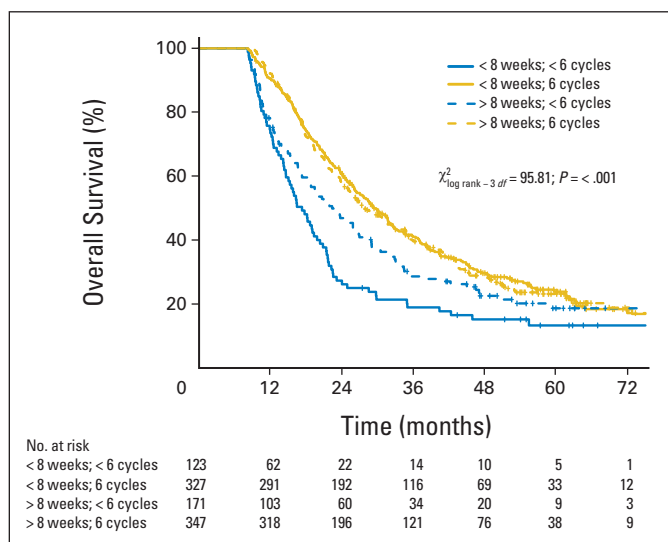 100
80
60
40
20
0 12 24 36 48 60 72
Overall Survival (%)
Time (months)
< 8 weeks; < 6 cycles
< 8 weeks; 6 cycles
> 8 weeks; < 6 cycles
> 8 weeks; 6 cycles
χ² log rank – 3 df = 95.81; P = < .001
No. at risk
< 8 weeks; < 6 cycles 123 62 22 14 10 5 1
< 8 weeks; 6 cycles 327 291 192 116 69 33 12
> 8 weeks; < 6 cycles 171 103 60 34 20 9 3
> 8 weeks; 6 cycles 347 318 196 121 76 38 9